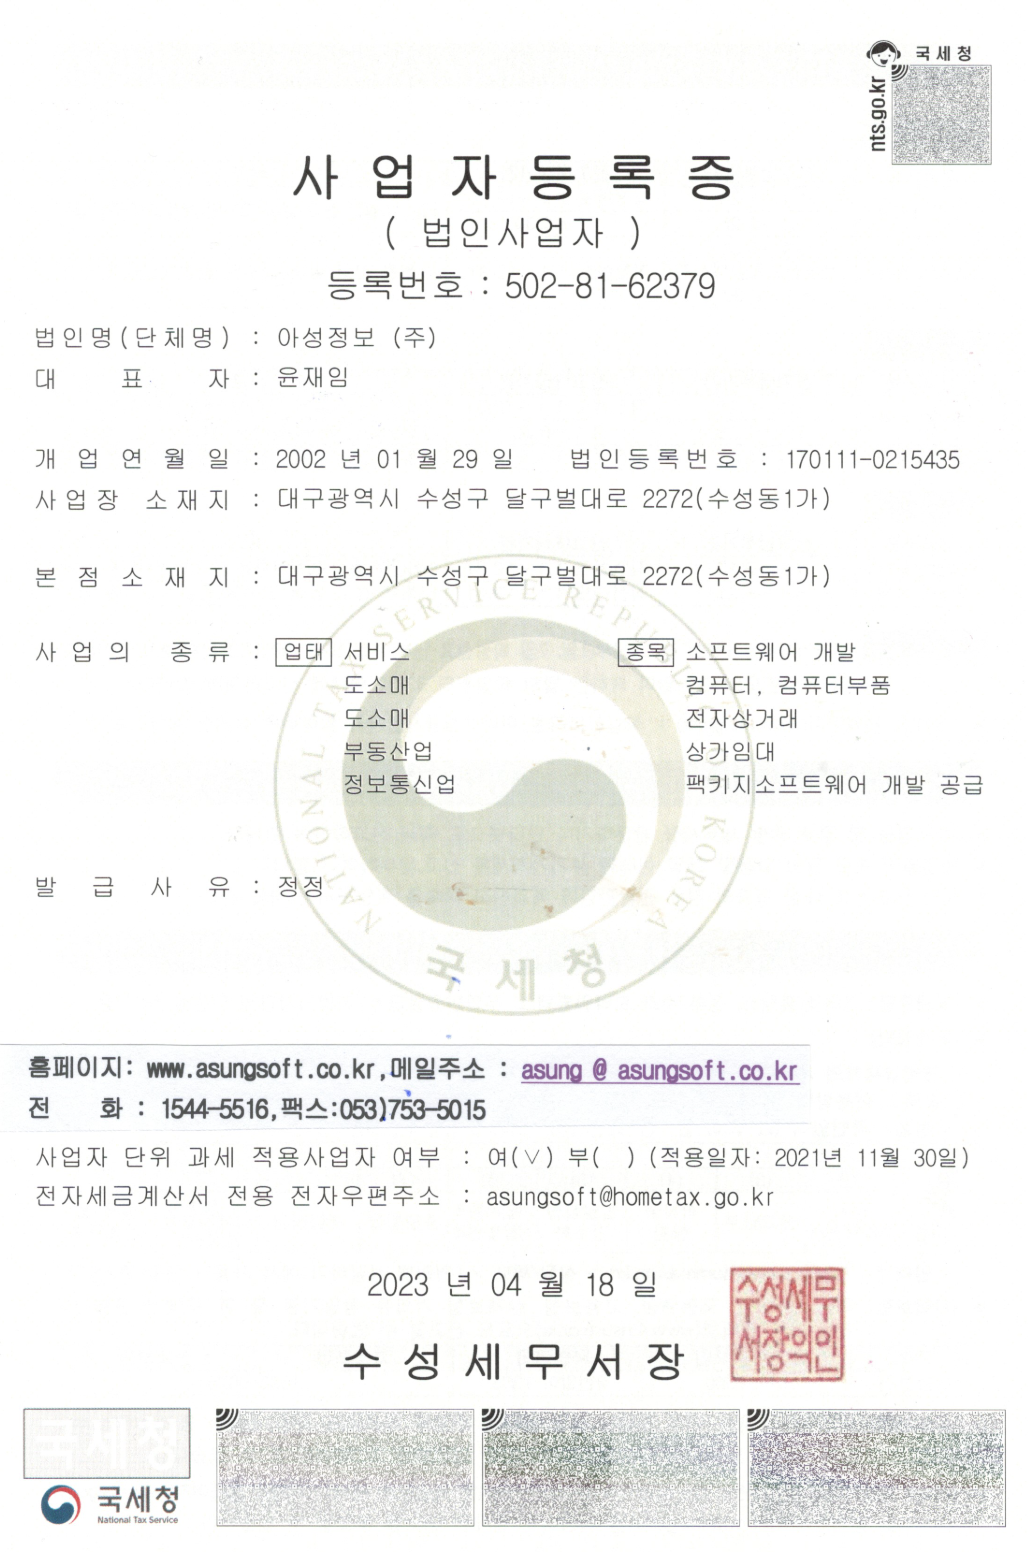 국세청
nts.go.kr
사업자등록증
( 법인사업자 )
등록번호 : 502-81-62379
법인명(단체명) : 아성정보 (주)
대 표 자 : 윤재임
개 업 연 월 일 : 2002 년 01 월 29 일 법인등록번호 : 170111-0215435
사업장 소재지 : 대구광역시 수성구 달구벌대로 2272(수성동1가)
본 점 소 재 지 : 대구광역시 수성구 달구벌대로 2272(수성동1가)
사 업 의 종 류 : 업태 서비스 종목 소프트웨어 개발
도소매 컴퓨터, 컴퓨터부품
도소매 전자상거래
부동산업 상가임대
정보통신업 팩키지소프트웨어 개발 공급
발 급 사 유 : 정정
NATIONAL TAX SERVICE REPUBLIC OF KOREA
국세청
홈페이지: www.asungsoft.co.kr,메일주소 : asung @ asungsoft.co.kr
전 화 : 1544-5516,팩스:053)753-5015
사업자 단위 과세 적용사업자 여부 : 여(∨) 부( ) (적용일자: 2021년 11월 30일)
전자세금계산서 전용 전자우편주소 : asungsoft@hometax.go.kr
2023 년 04 월 18 일
수성세무서장
수성세무
서장의인
국세청
국세청
National Tax Service